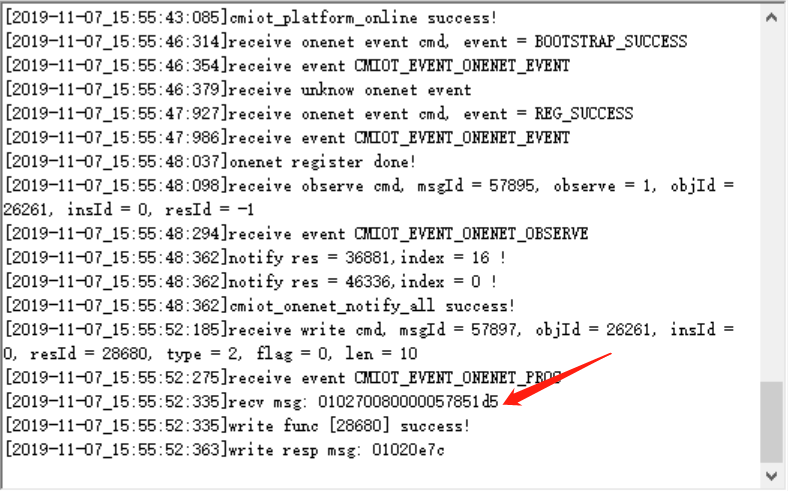 [2019-11-07_15:55:43:085]cmiot_platform_online success!
[2019-11-07_15:55:46:314]receive onenet event cmd, event = BOOTSTRAP_SUCCESS
[2019-11-07_15:55:46:354]receive event CMIOT_EVENT_ONENET_EVENT
[2019-11-07_15:55:46:379]receive unknow onenet event
[2019-11-07_15:55:47:927]receive onenet event cmd, event = REG_SUCCESS
[2019-11-07_15:55:47:986]receive event CMIOT_EVENT_ONENET_EVENT
[2019-11-07_15:55:48:037]onenet register done!
[2019-11-07_15:55:48:098]receive observe cmd, msgId = 57895, observe = 1, objId =
26261, insId = 0, resId = -1
[2019-11-07_15:55:48:294]receive event CMIOT_EVENT_ONENET_OBSERVE
[2019-11-07_15:55:48:362]notify res = 36881,index = 16 !
[2019-11-07_15:55:48:362]notify res = 46336,index = 0 !
[2019-11-07_15:55:48:362]cmiot_onenet_notify_all success!
[2019-11-07_15:55:52:185]receive write cmd, msgId = 57897, objId = 26261, insId =
0, resId = 28680, type = 2, flag = 0, len = 10
[2019-11-07_15:55:52:275]receive event
[2019-11-07_15:55:52:335]recv msg: 010270080000057851d5
[2019-11-07_15:55:52:335]write func [28680] success!
[2019-11-07_15:55:52:363]write resp msg: 01020e7c